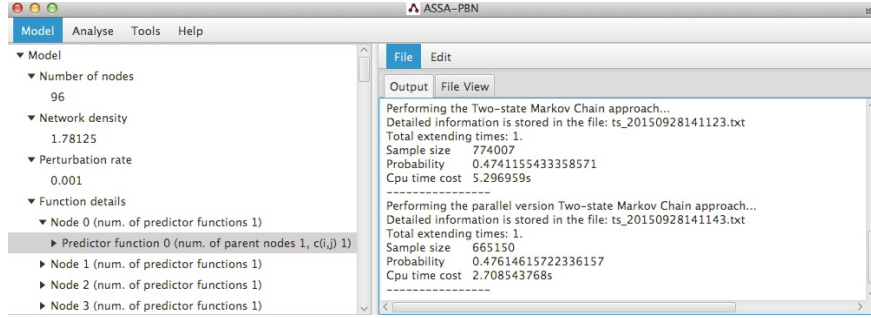 ASSA-PBN
Model Analyse Tools Help
Model
Number of nodes
96
Network density
1.78125
Perturbation rate
0.001
Function details
Node 0 (num. of predictor functions 1)
Predictor function 0 (num. of parent nodes 1, c(i,j) 1)
Node 1 (num. of predictor functions 1)
Node 2 (num. of predictor functions 1)
Node 3 (num. of predictor functions 1)
File Edit
Output File View
Performing the Two-state Markov Chain approach...
Detailed information is stored in the file: ts_20150928141123.txt
Total extending times: 1.
Sample size 774007
Probability 0.4741155433358571
Cpu time cost 5.296959s
----------------
Performing the parallel version Two-state Markov Chain approach...
Detailed information is stored in the file: ts_20150928141143.txt
Total extending times: 1.
Sample size 665150
Probability 0.47614615722336157
Cpu time cost 2.708543768s
----------------